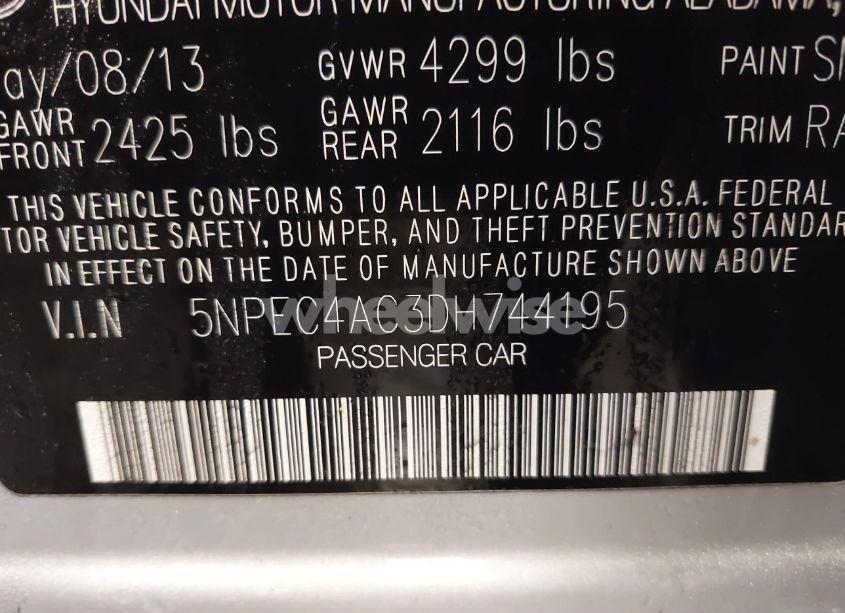 HYUNDAI MOTOR MANUFACTURING ALABAMA,
ay/08/13 GVWR 4299 lbs PAINT
GAWR FRONT 2425 lbs GAWR REAR 2116 lbs TRIM RA
THIS VEHICLE CONFORMS TO ALL APPLICABLE U.S.A. FEDERAL
TOR VEHICLE SAFETY, BUMPER, AND THEFT PREVENTION STANDAR
IN EFFECT ON THE DATE OF MANUFACTURE SHOWN ABOVE
V.I.N 5NPEC4AC3DH744195
wheelwise
PASSENGER CAR